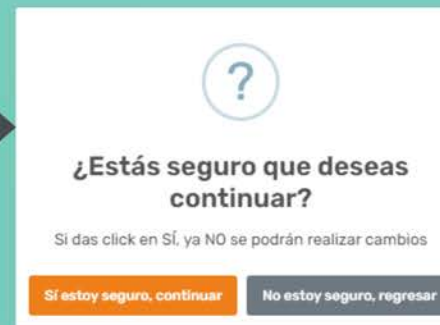 ?
¿Estás seguro que deseas
continuar?
Si das click en SÍ, ya NO se podrán realizar cambios
Sí estoy seguro, continuar
No estoy seguro, regresar